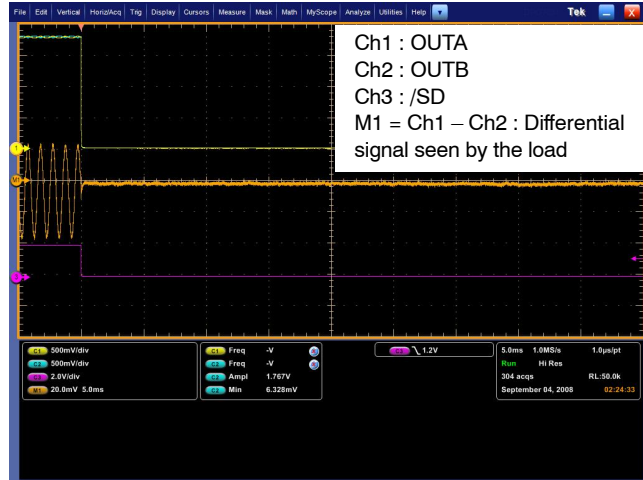 File Edit Vertical Horiz/Acq Trig Display Cursors Measure Mask Math MyScope Analyze Utilities Help Tek
Ch1 : OUTA
Ch2 : OUTB
Ch3 : /SD
M1 = Ch1 – Ch2 : Differential
signal seen by the load
1
M1
3
C1 500mV/div
C2 500mV/div
C3 2.0V/div
M1 20.0mV 5.0ms
C1 Freq -V
C2 Freq -V
C2 Ampl 1.767V
C2 Min 6.328mV
C3 1.2V
5.0ms 1.0MS/s 1.0µs/pt
Run Hi Res
304 acqs RL:50.0k
September 04, 2008 02:24:33